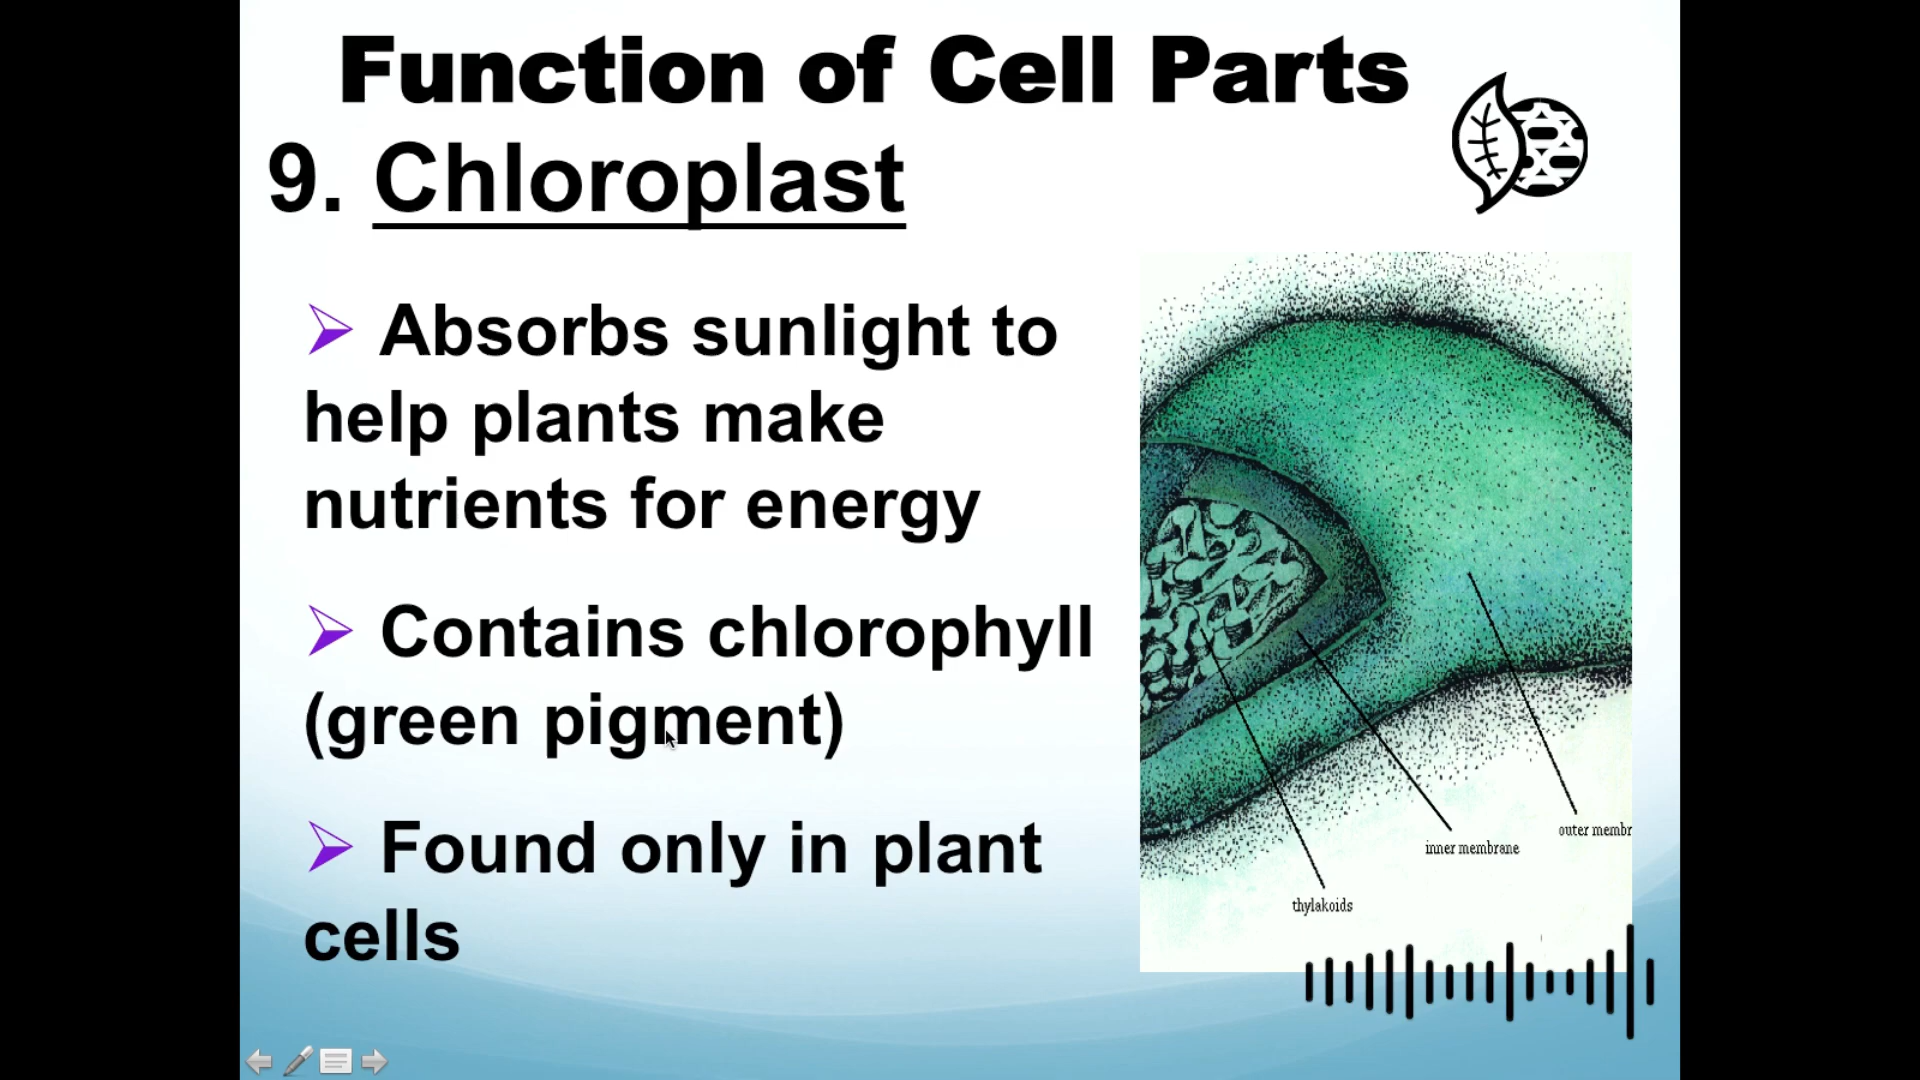 Function of Cell Parts
9. Chloroplast
Absorbs sunlight to
help plants make
nutrients for energy
Contains chlorophyll
(green pigment)
Found only in plant
cells
outer membr
inner membrane
thylakoids